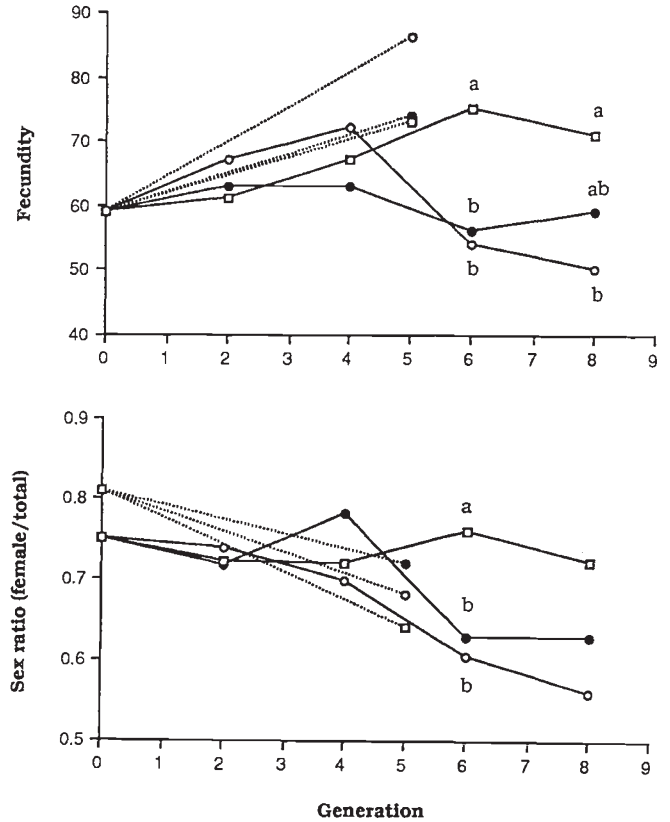 90
80
70
60
50
40
Fecundity
a
a
b
ab
b
b
0 1 2 3 4 5 6 7 8 9
0.9
0.8
0.7
0.6
0.5
Sex ratio (female/total)
a
b
b
0 1 2 3 4 5 6 7 8 9
Generation